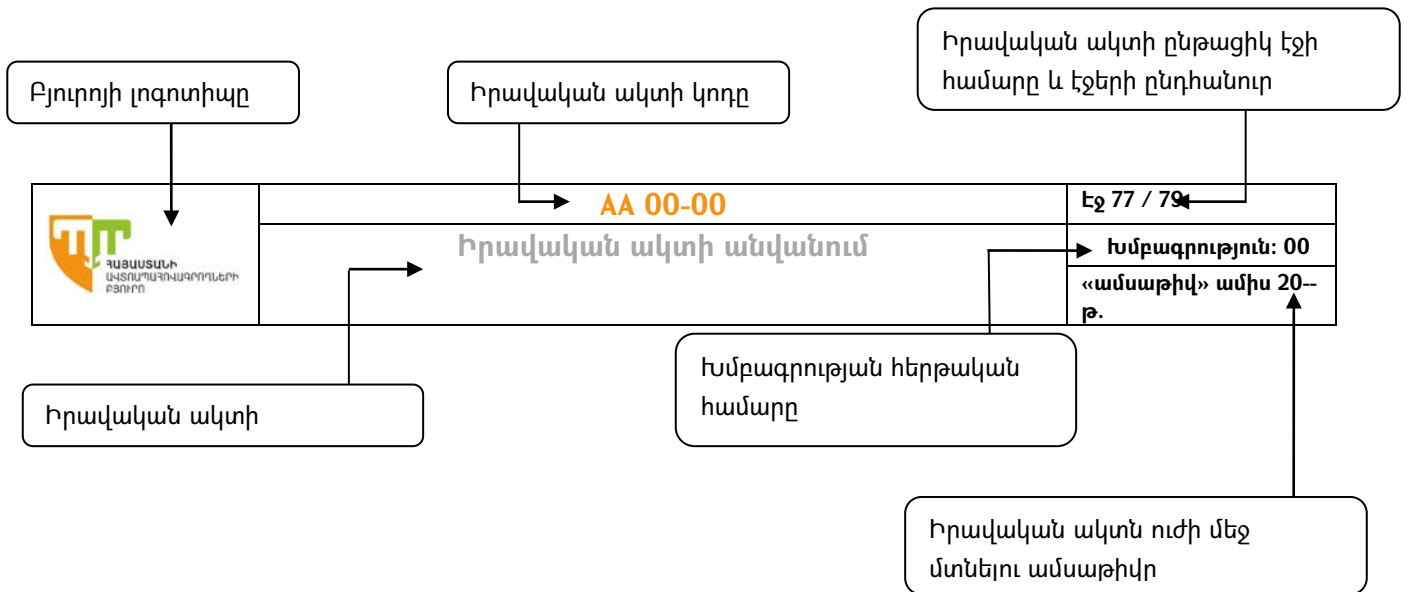 Իրավական ակտի ընթացիկ էջի
համարը և էջերի ընդհանուր
Բյուրոյի լոգոտիպը
Իրավական ակտի կոդը
AA 00-00
Էջ 77 / 79
Իրավական ակտի անվանում
Խմբագրություն: 00
«ամսաթիվ» ամիս 20--
թ.
ՀԱՅԱՍՏԱՆԻ
ԱՎՏՈԱՊԱՀՈՎԱԳՐՈՂՆԵՐԻ
ԲՅՈՒՐՈ
Խմբագրության հերթական
համարը
Իրավական ակտի
Իրավական ակտն ուժի մեջ
մտնելու ամսաթիվը